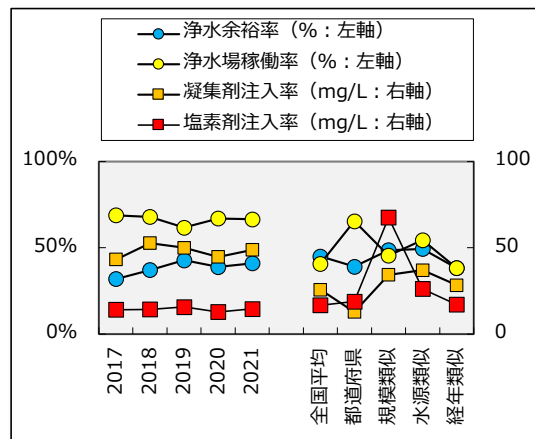 浄水余裕率（%：左軸）
浄水場稼働率（%：左軸）
凝集剤注入率（mg/L：右軸）
塩素剤注入率（mg/L：右軸）
100%
100
50%
50
0%
0
2017
2018
2019
2020
2021
全国平均
都道府県
規模類似
水源類似
経年類似